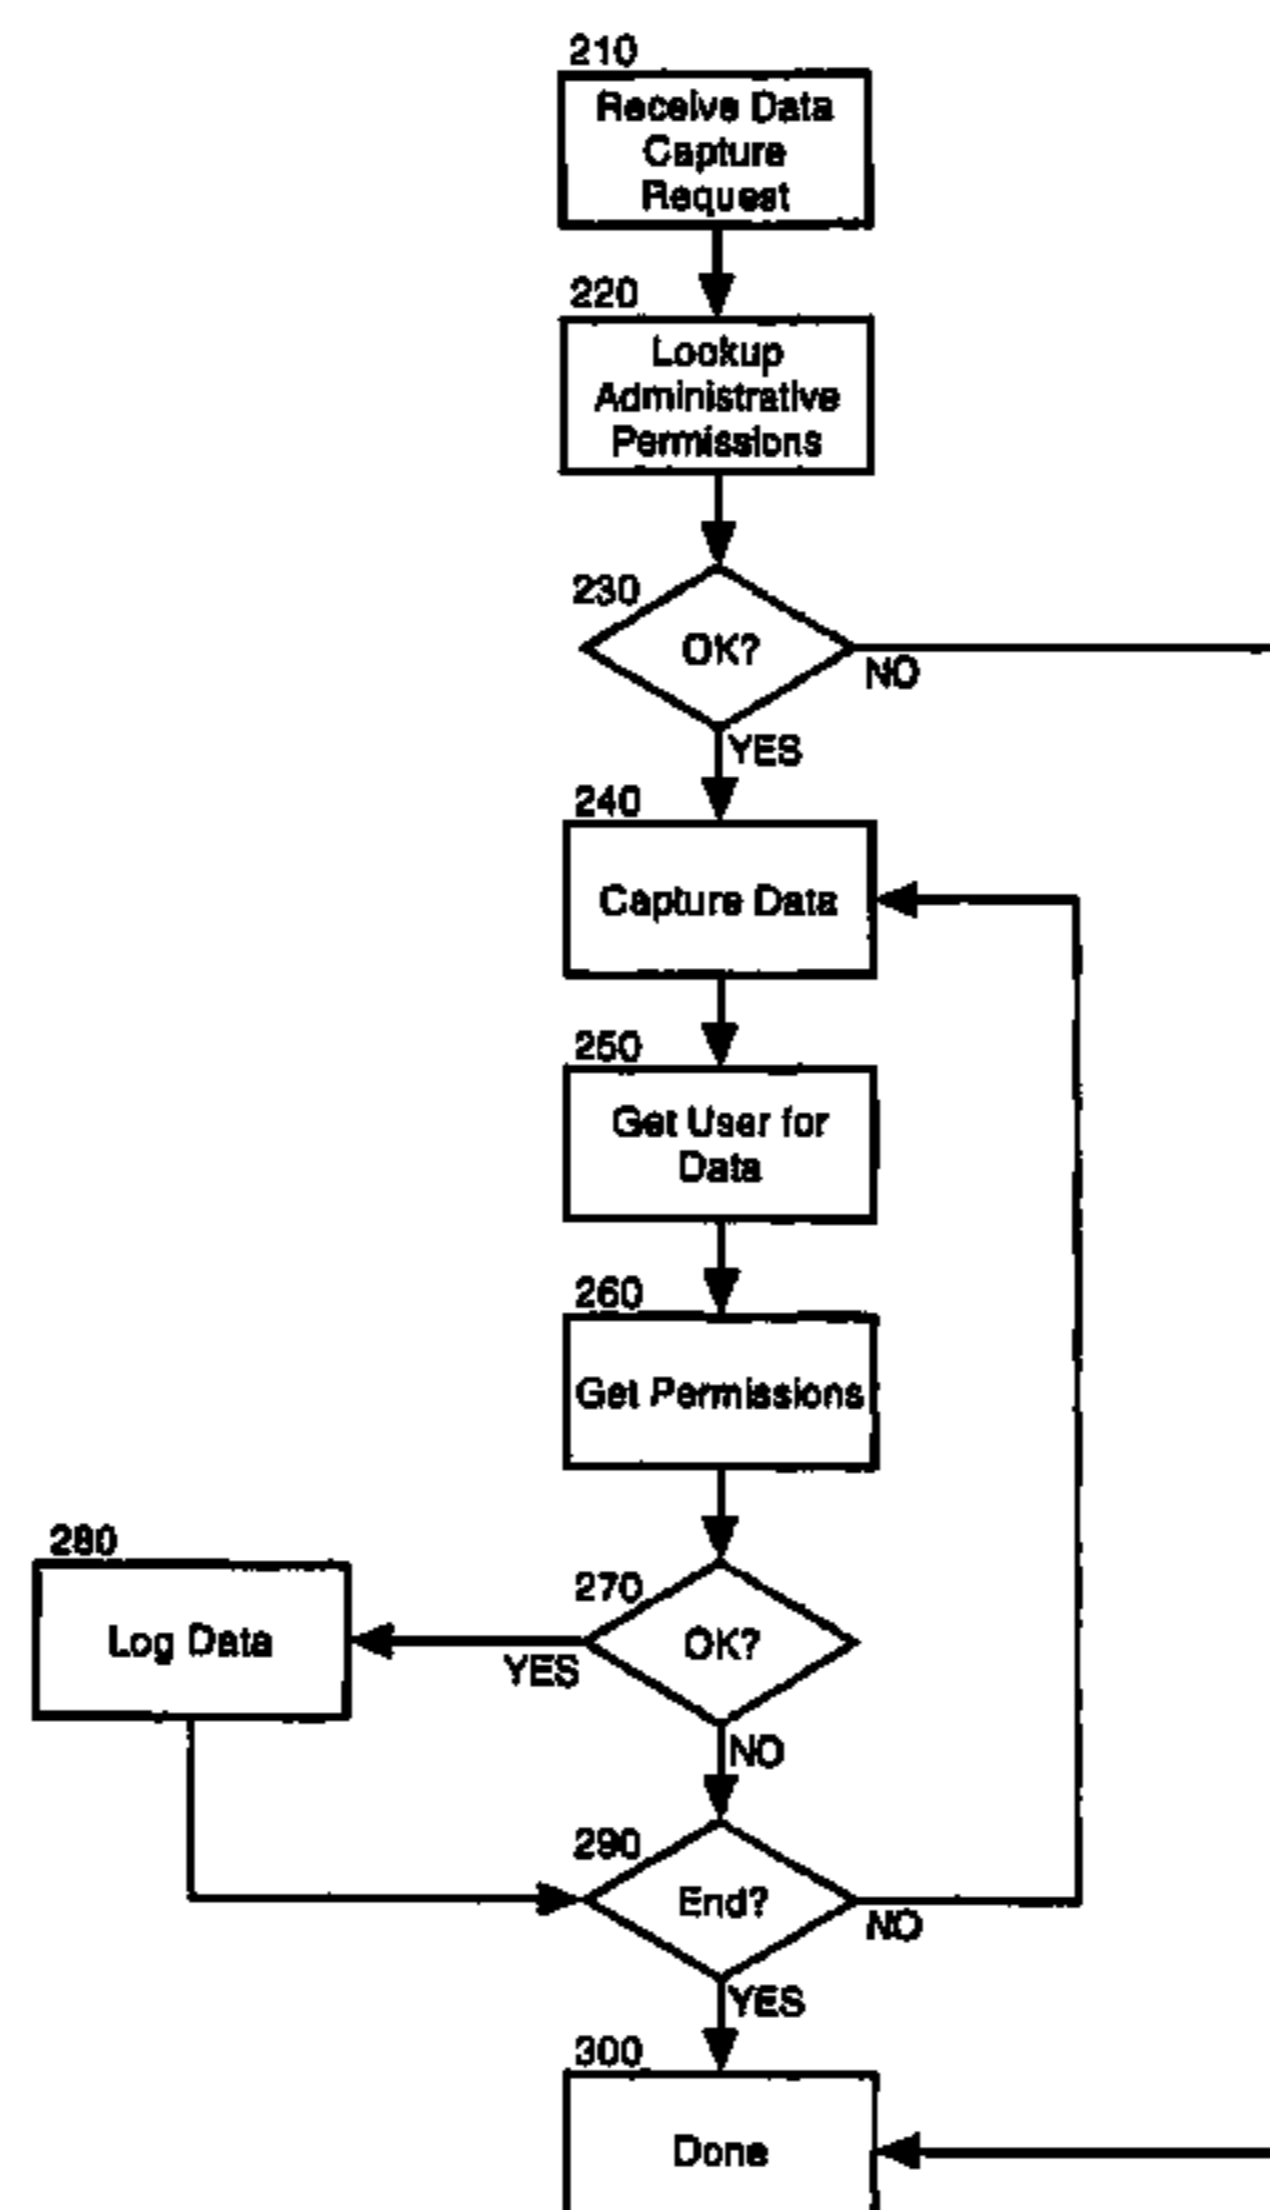 210
Receive Data
Capture
Request
220
Lookup
Administrative
Permissions
230
OK?
NO
YES
240
Capture Data
250
Get User for
Data
260
Get Permissions
280
Log Data
270
OK?
YES
NO
290
End?
NO
YES
300
Done